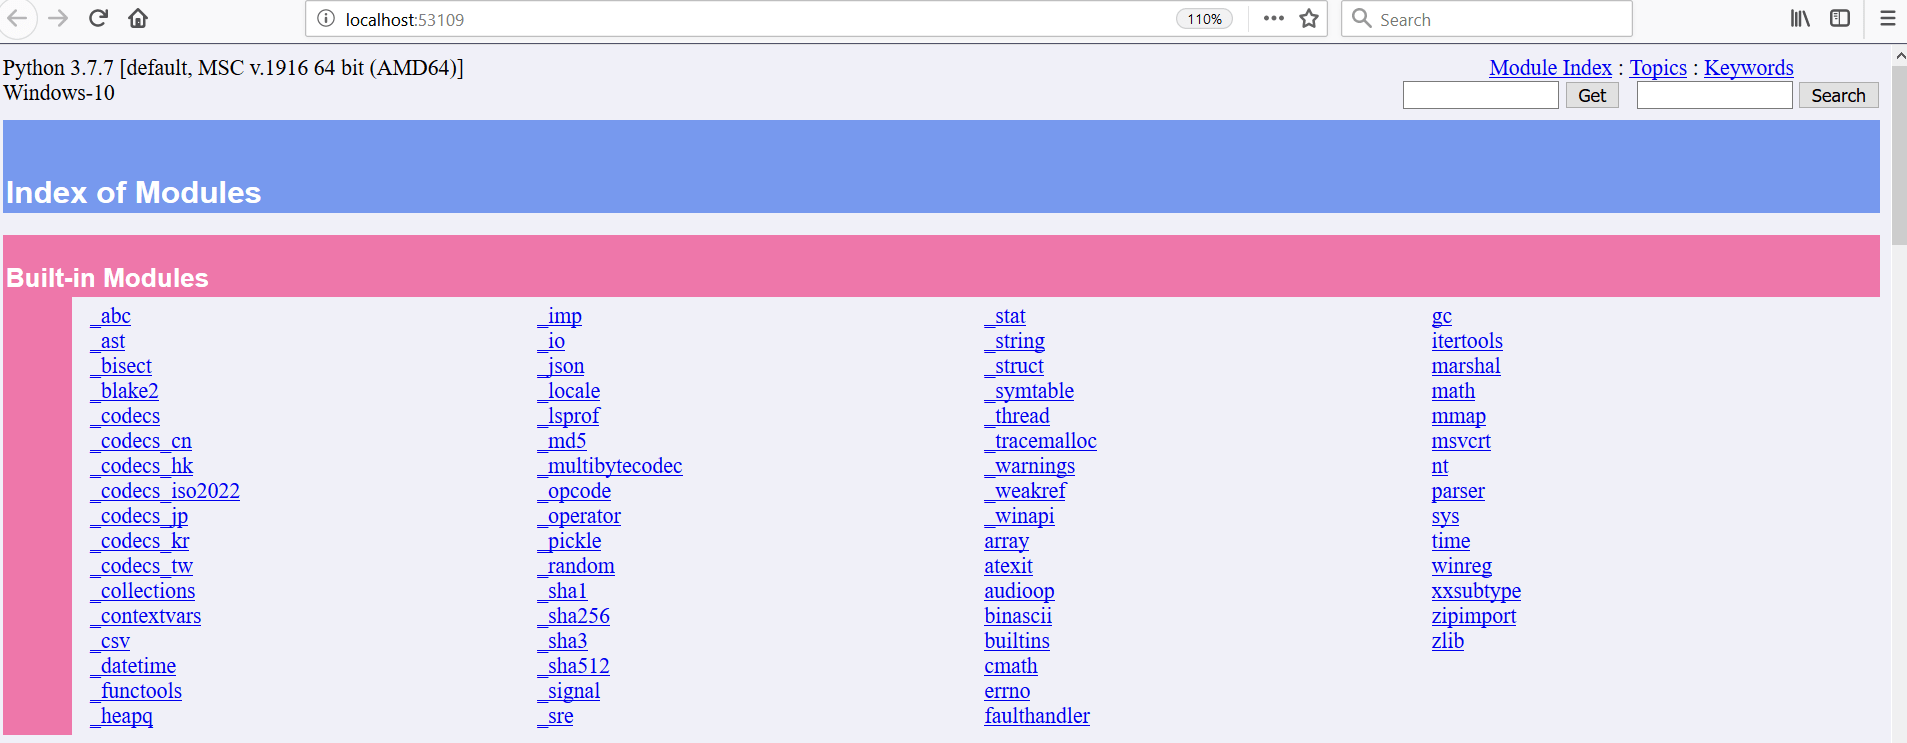 localhost:53109 110% Search
Python 3.7.7 [default, MSC v.1916 64 bit (AMD64)]
Windows-10
Module Index : Topics : Keywords
Get Search
Index of Modules
Built-in Modules
_abc
_ast
_bisect
_blake2
_codecs
_codecs_cn
_codecs_hk
_codecs_iso2022
_codecs_jp
_codecs_kr
_codecs_tw
_collections
_contextvars
_csv
_datetime
_functools
_heapq
_imp
_io
_json
_locale
_lsprof
_md5
_multibytecodec
_opcode
_operator
_pickle
_random
_sha1
_sha256
_sha3
_sha512
_signal
_sre
_stat
_string
_struct
_symtable
_thread
_tracemalloc
_warnings
_weakref
_winapi
array
atexit
audioop
binascii
builtins
cmath
errno
faulthandler
gc
itertools
marshal
math
mmap
msvcrt
nt
parser
sys
time
winreg
xxsubtype
zipimport
zlib